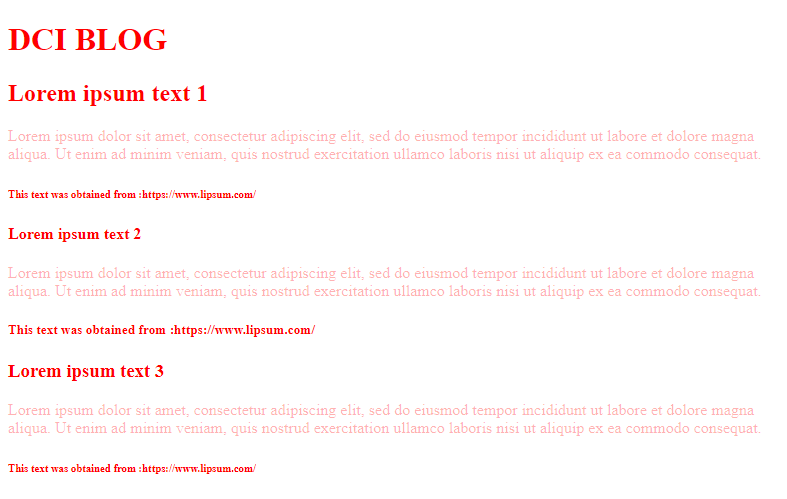 DCI BLOG
Lorem ipsum text 1
Lorem ipsum dolor sit amet, consectetur adipiscing elit, sed do eiusmod tempor incididunt ut labore et dolore magna
aliqua. Ut enim ad minim veniam, quis nostrud exercitation ullamco laboris nisi ut aliquip ex ea commodo consequat.
This text was obtained from :https://www.lipsum.com/
Lorem ipsum text 2
Lorem ipsum dolor sit amet, consectetur adipiscing elit, sed do eiusmod tempor incididunt ut labore et dolore magna
aliqua. Ut enim ad minim veniam, quis nostrud exercitation ullamco laboris nisi ut aliquip ex ea commodo consequat.
This text was obtained from :https://www.lipsum.com/
Lorem ipsum text 3
Lorem ipsum dolor sit amet, consectetur adipiscing elit, sed do eiusmod tempor incididunt ut labore et dolore magna
aliqua. Ut enim ad minim veniam, quis nostrud exercitation ullamco laboris nisi ut aliquip ex ea commodo consequat.
This text was obtained from :https://www.lipsum.com/